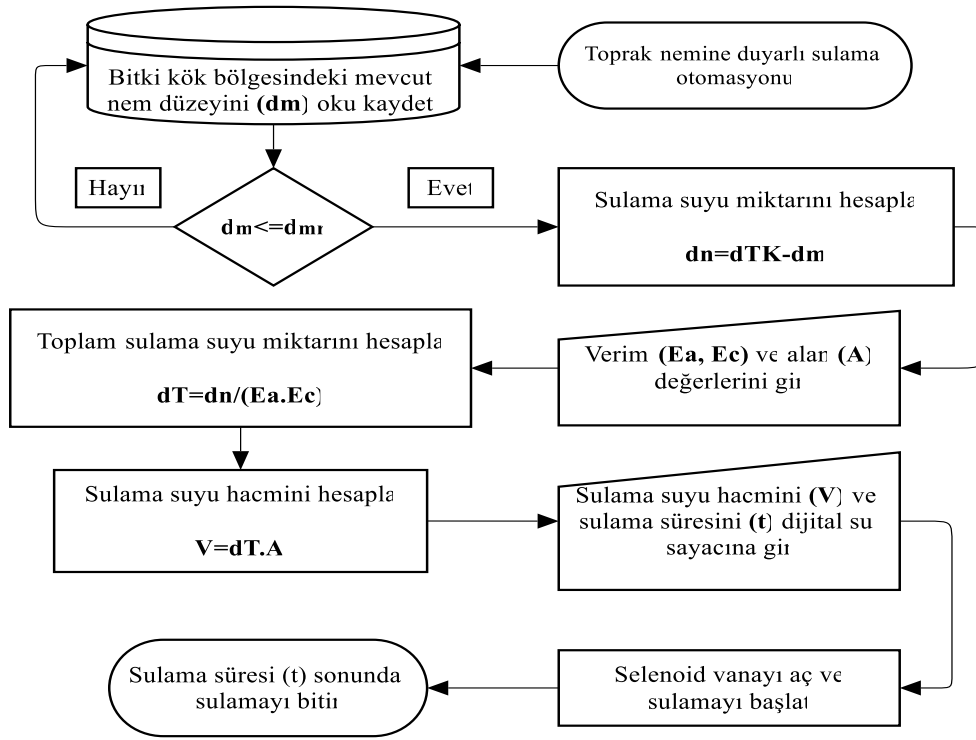 Toprak nemine duyarlı sulama
otomasyonu
Bitki kök bölgesindeki mevcut
nem düzeyini (dm) oku kaydet
Hayır
Evet
dm<=dmr
Sulama suyu miktarını hesapla
dn=dTK-dm
Verim (Ea, Ec) ve alan (A)
değerlerini gir
Toplam sulama suyu miktarını hesapla
dT=dn/(Ea.Ec)
Sulama suyu hacmini hesapla
V=dT.A
Sulama suyu hacmini (V) ve
sulama süresini (t) dijital su
sayacına gir
Selenoid vanayı aç ve
sulamayı başlat
Sulama süresi (t) sonunda
sulamayı bitir